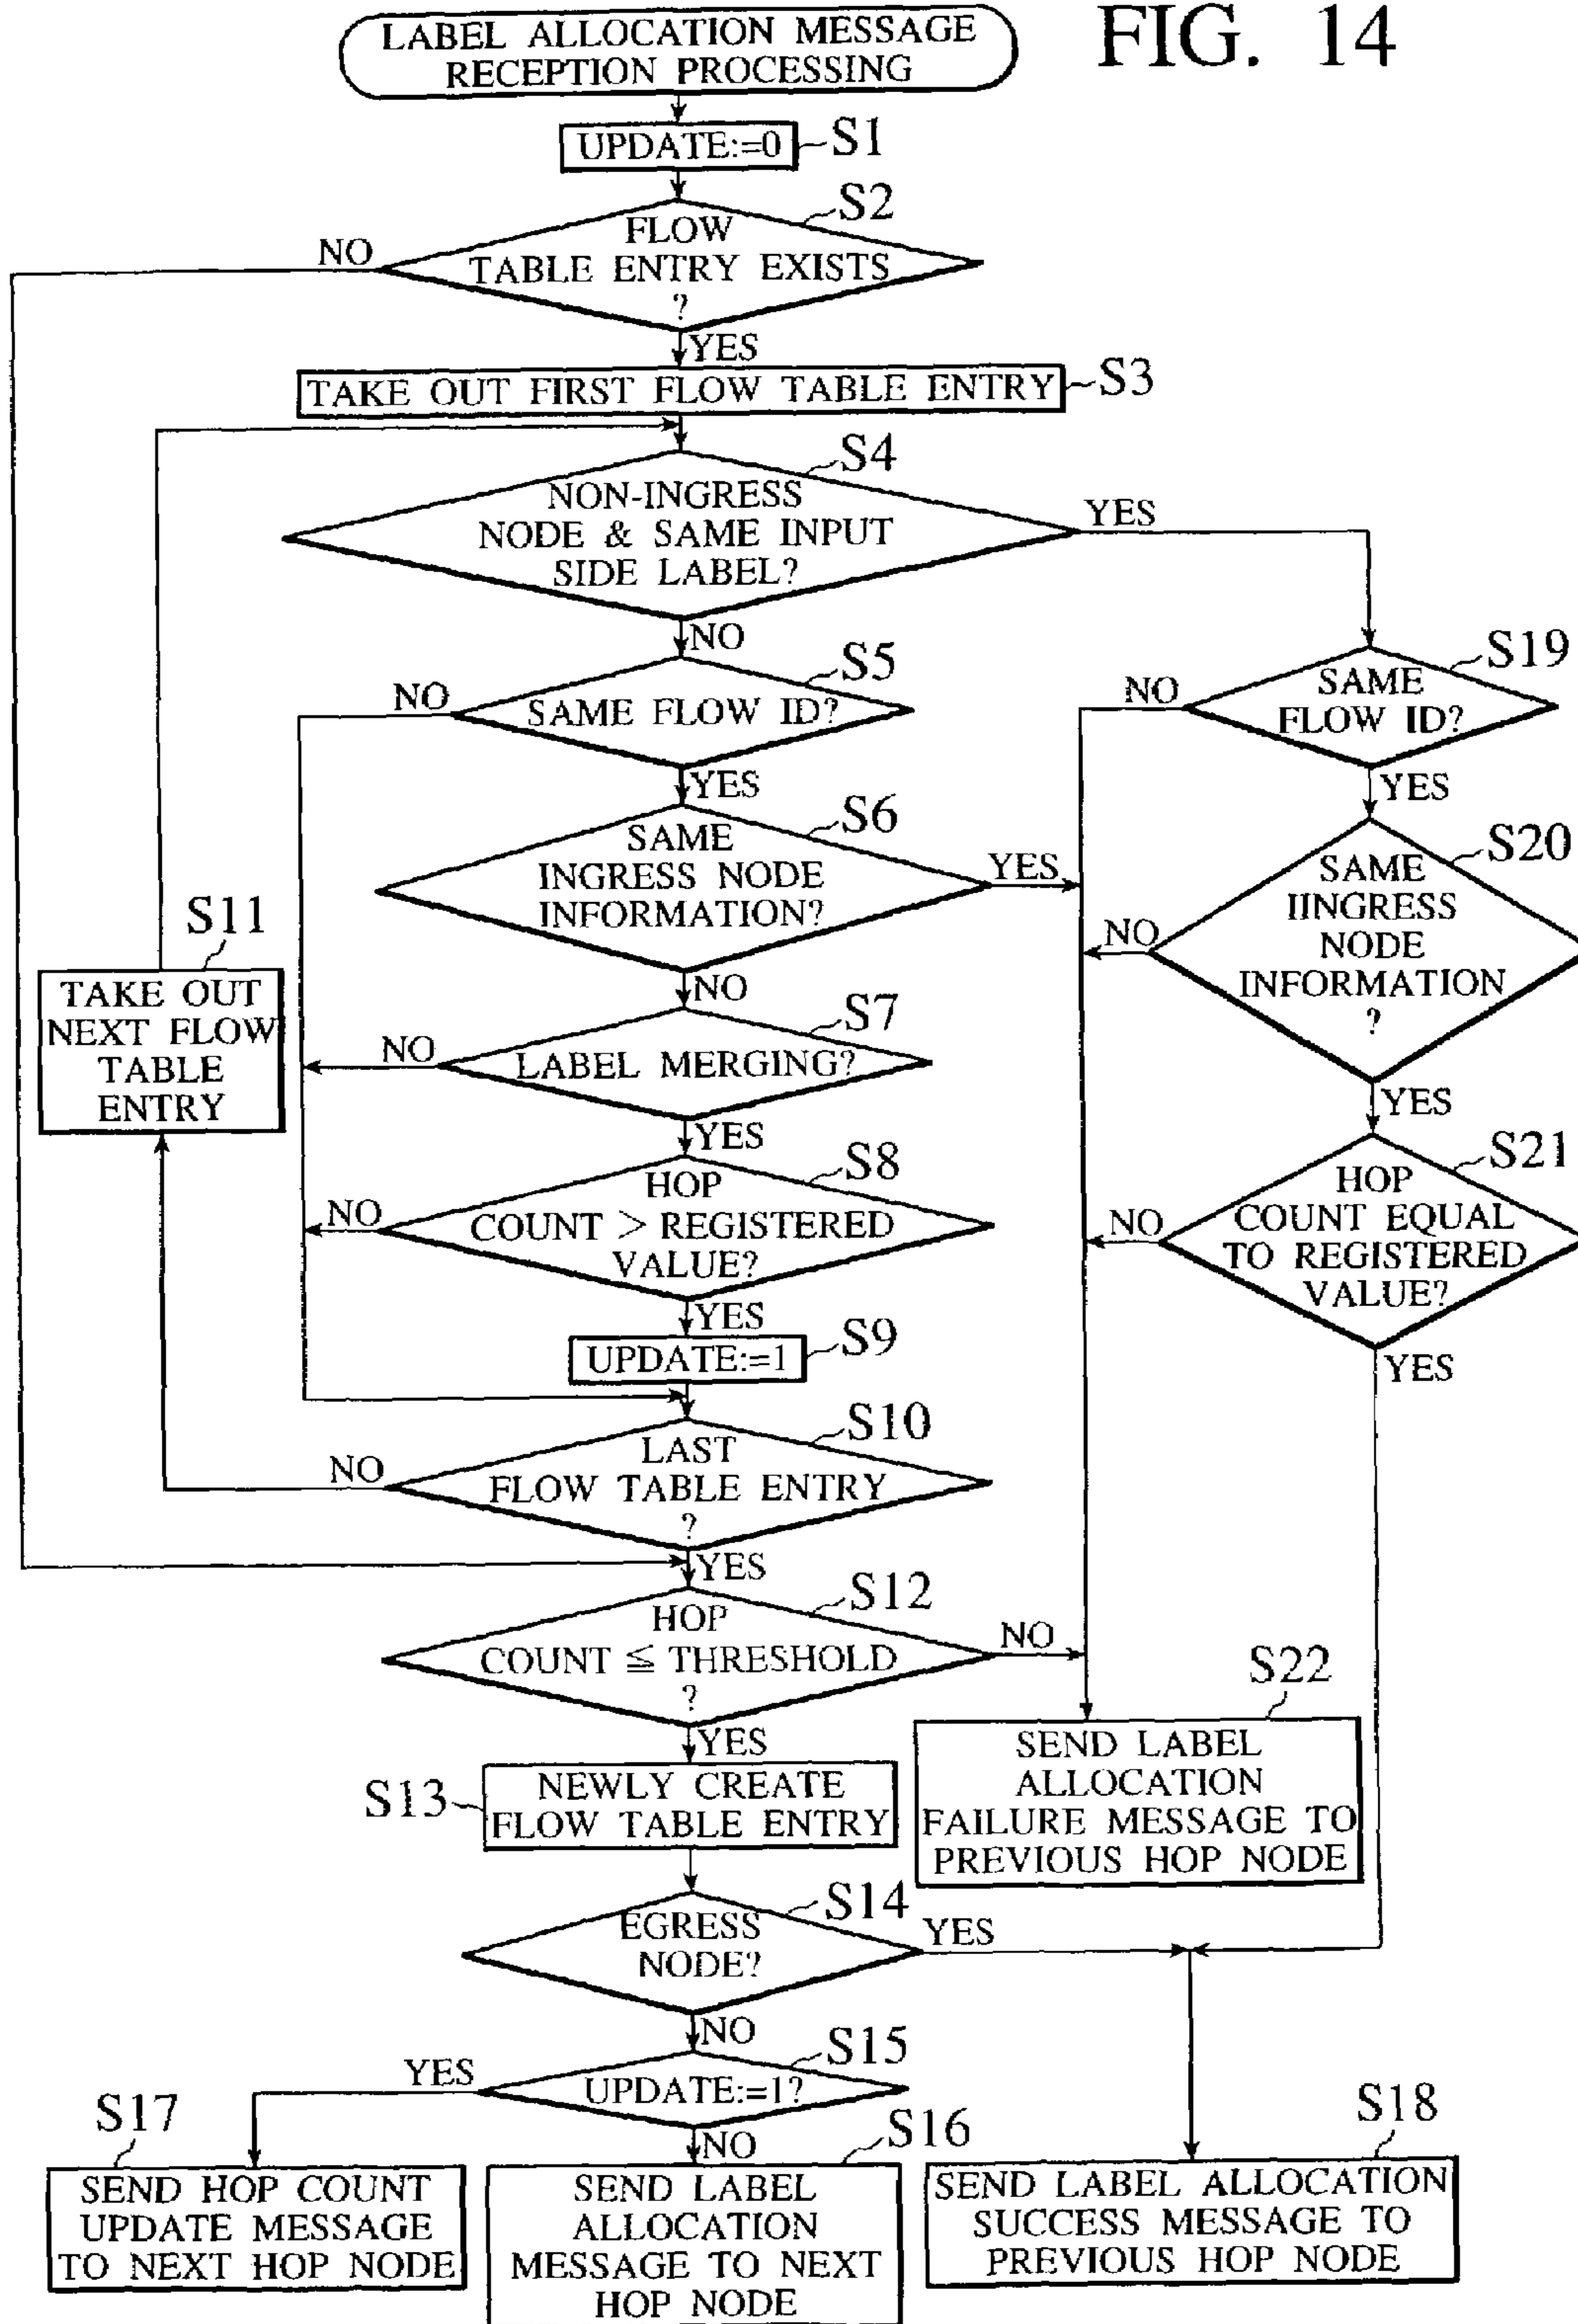 FIG. 14
LABEL ALLOCATION MESSAGE
RECEPTION PROCESSING
UPDATE:=0
S1
S2
FLOW
TABLE ENTRY EXISTS
?
NO
YES
TAKE OUT FIRST FLOW TABLE ENTRY
S3
S4
NON-INGRESS
NODE & SAME INPUT
SIDE LABEL?
YES
NO
S5
SAME FLOW ID?
NO
YES
S19
SAME
FLOW ID?
NO
YES
S6
SAME
INGRESS NODE
INFORMATION?
YES
NO
S20
SAME
IINGRESS
NODE
INFORMATION
?
NO
YES
S11
TAKE OUT
NEXT FLOW
TABLE
ENTRY
S7
LABEL MERGING?
NO
YES
S8
HOP
COUNT > REGISTERED
VALUE?
NO
YES
S21
HOP
COUNT EQUAL
TO REGISTERED
VALUE?
NO
YES
UPDATE:=1
S9
S10
LAST
FLOW TABLE ENTRY
?
NO
YES
S12
HOP
COUNT ≦ THRESHOLD
?
NO
YES
S22
SEND LABEL
ALLOCATION
FAILURE MESSAGE TO
PREVIOUS HOP NODE
S13
NEWLY CREATE
FLOW TABLE ENTRY
S14
EGRESS
NODE?
YES
NO
S15
UPDATE:=1?
YES
NO
S17
SEND HOP COUNT
UPDATE MESSAGE
TO NEXT HOP NODE
S16
SEND LABEL
ALLOCATION
MESSAGE TO NEXT
HOP NODE
S18
SEND LABEL ALLOCATION
SUCCESS MESSAGE TO
PREVIOUS HOP NODE